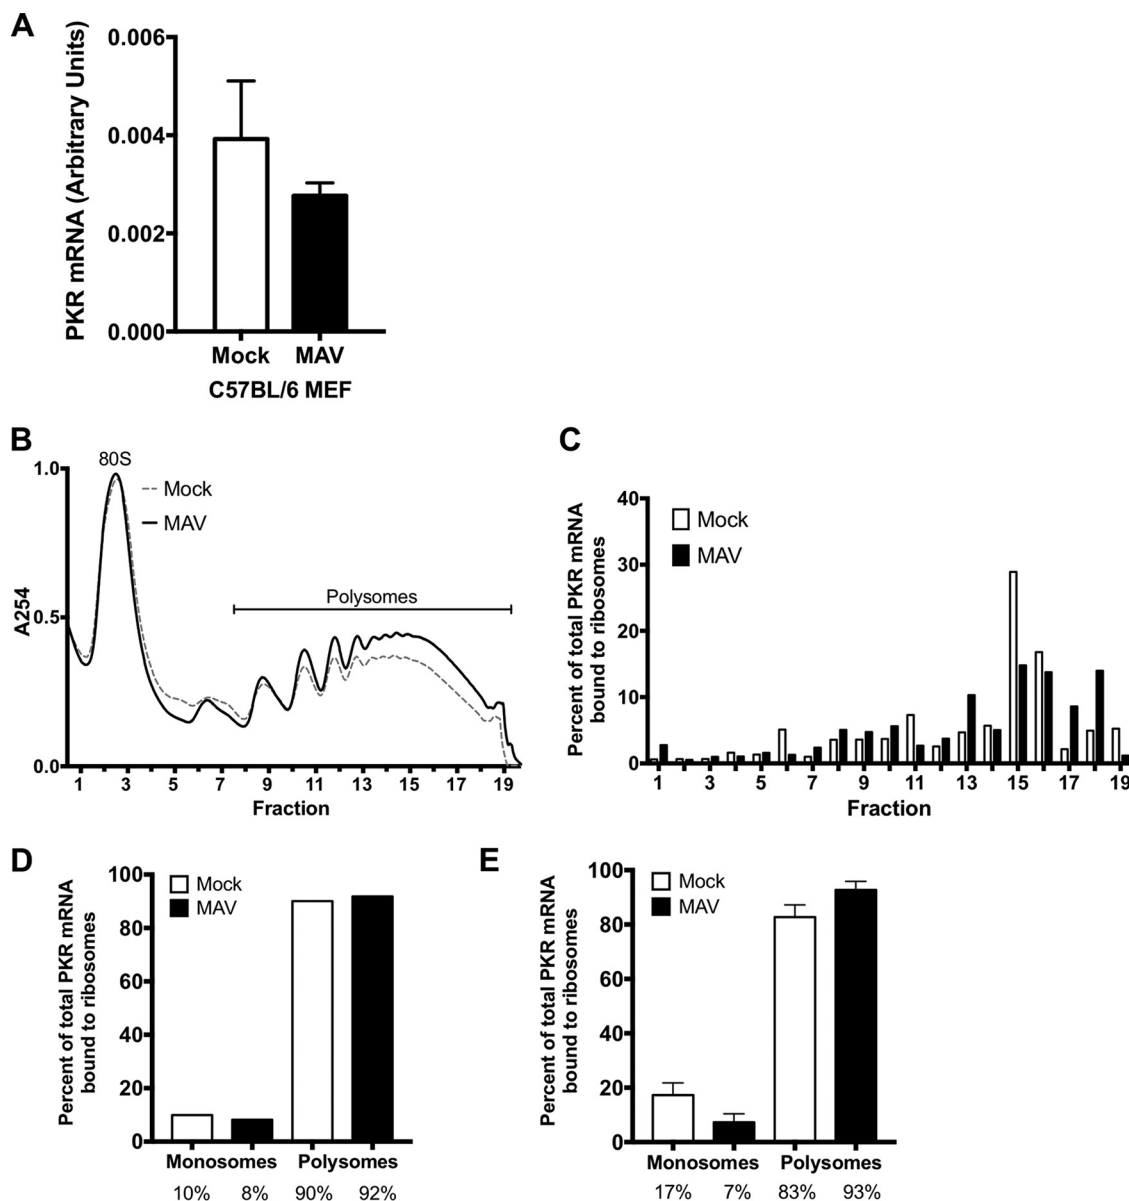 A
PKR mRNA (Arbitrary Units)
0.006
0.004
0.002
0.000
Mock MAV
C57BL/6 MEF
B
A254
1.0
0.5
0.0
80S
Mock
MAV
Polysomes
1 3 5 7 9 11 13 15 17 19
Fraction
C
Percent of total PKR mRNA
bound to ribosomes
40
30
20
10
0
Mock
MAV
1 3 5 7 9 11 13 15 17 19
Fraction
D
Percent of total PKR mRNA
bound to ribosomes
100
80
60
40
20
0
Mock
MAV
Monosomes Polysomes
10% 8% 90% 92%
E
Percent of total PKR mRNA
bound to ribosomes
100
80
60
40
20
0
Mock
MAV
Monosomes Polysomes
17% 7% 83% 93%